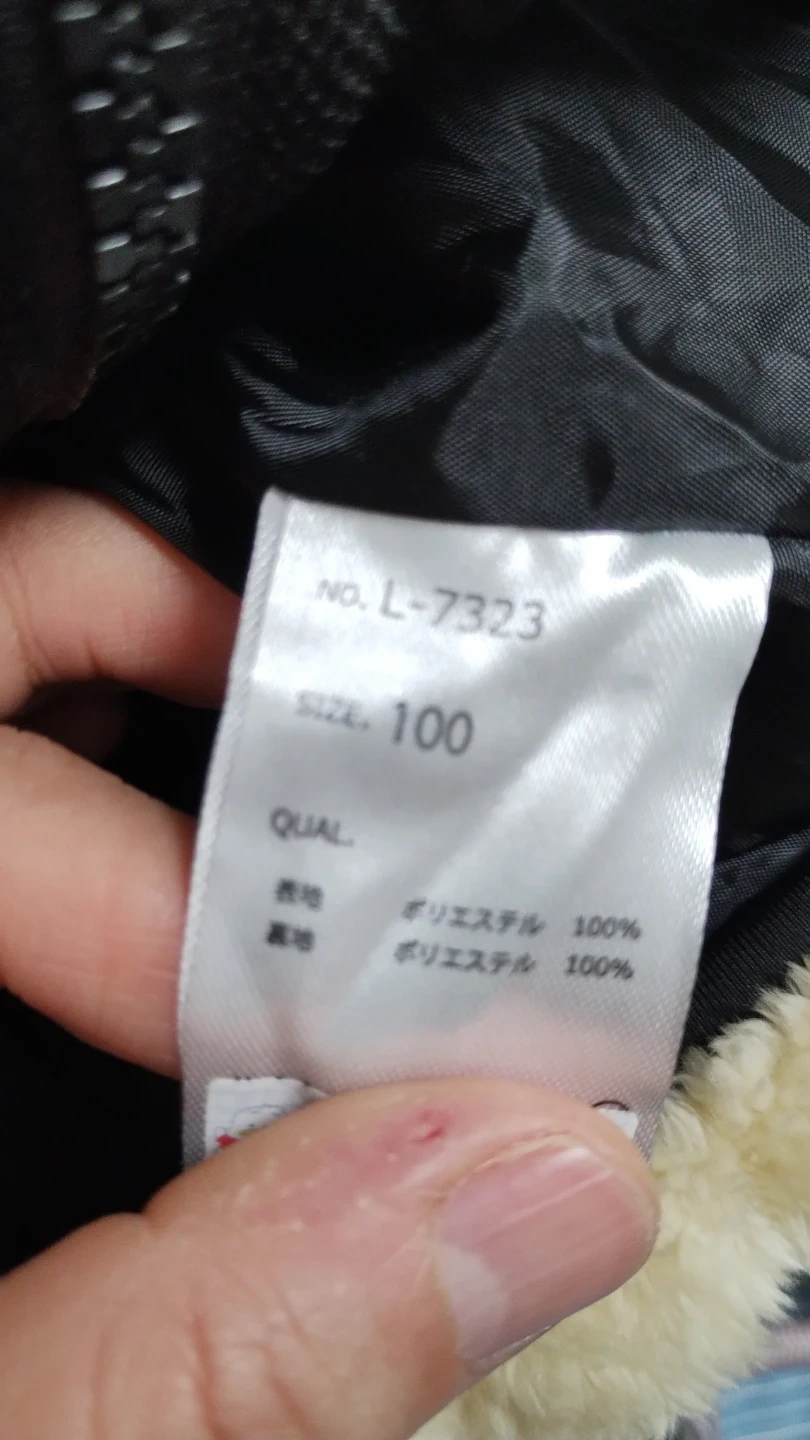 NO. L-7323
SIZE. 100
QUAL.
表地 ポリエステル 100%
裏地 ポリエステル 100%